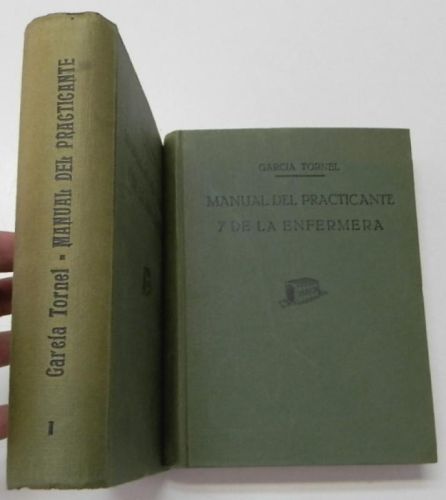 García Tornel = MANUAL DEL PRACTICANTE
I
GARCIA TORNEL
MANUAL DEL PRACTICANTE
Y DE LA ENFERMERA